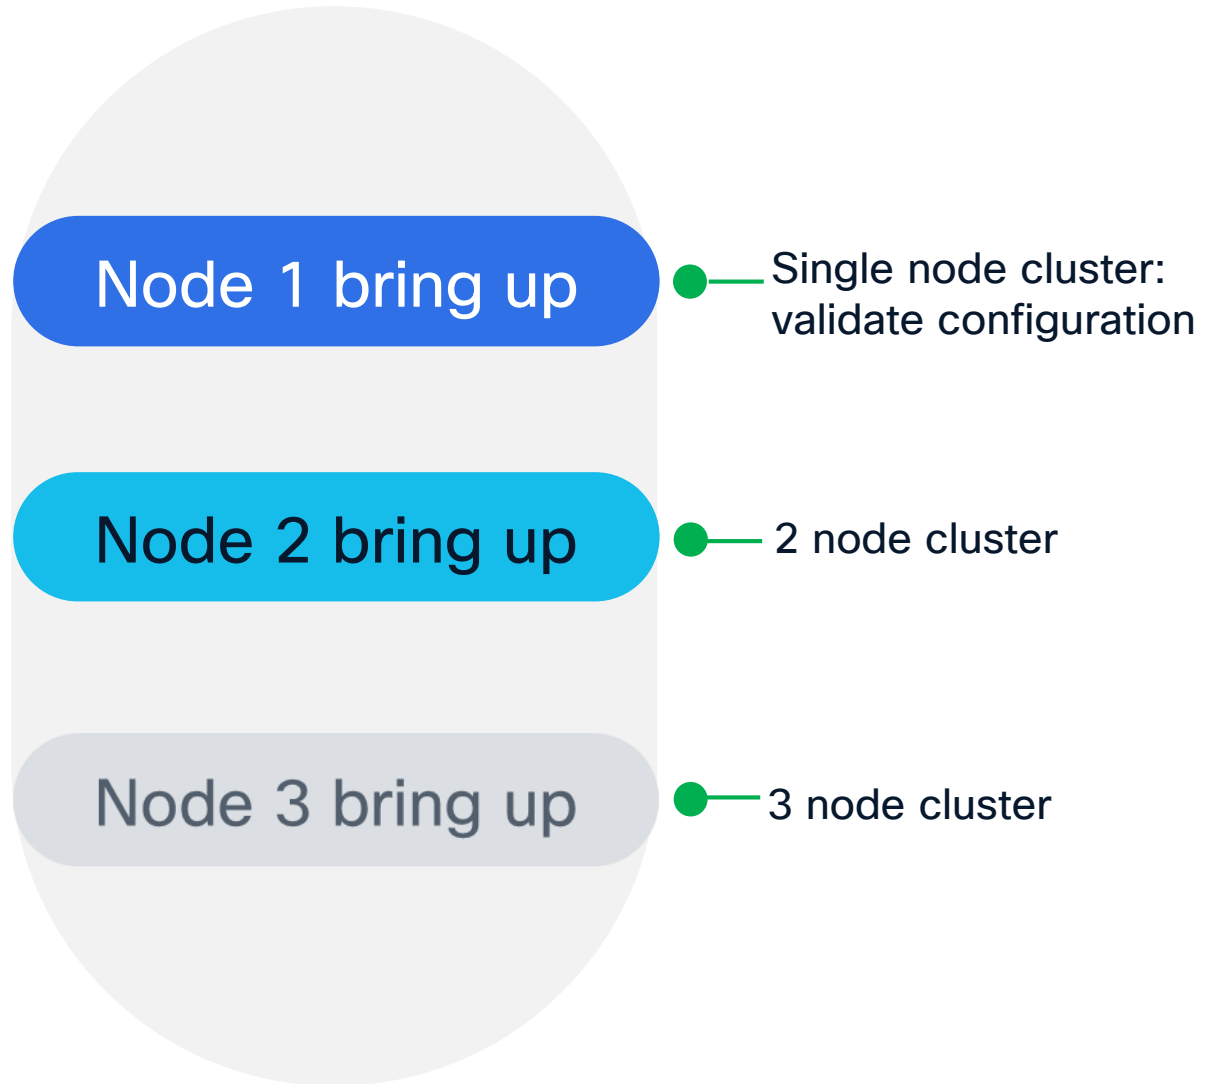 Node 1 bring up
Single node cluster:
validate configuration
Node 2 bring up
2 node cluster
Node 3 bring up
3 node cluster